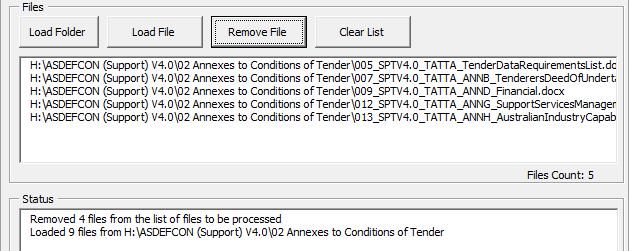 Files
Load Folder Load File Remove File Clear List
H:\ASDEFCON (Support) V4.0\02 Annexes to Conditions of Tender\005_SPTV4.0_TATTA_TenderDataRequirementsList.do
H:\ASDEFCON (Support) V4.0\02 Annexes to Conditions of Tender\007_SPTV4.0_TATTA_ANNB_TenderersDeedOfUnderta
H:\ASDEFCON (Support) V4.0\02 Annexes to Conditions of Tender\009_SPTV4.0_TATTA_ANND_Financial.docx
H:\ASDEFCON (Support) V4.0\02 Annexes to Conditions of Tender\012_SPTV4.0_TATTA_ANNG_SupportServicesManagem
H:\ASDEFCON (Support) V4.0\02 Annexes to Conditions of Tender\013_SPTV4.0_TATTA_ANNH_AustralianIndustryCapab
Files Count: 5
Status
Removed 4 files from the list of files to be processed
Loaded 9 files from H:\ASDEFCON (Support) V4.0\02 Annexes to Conditions of Tender